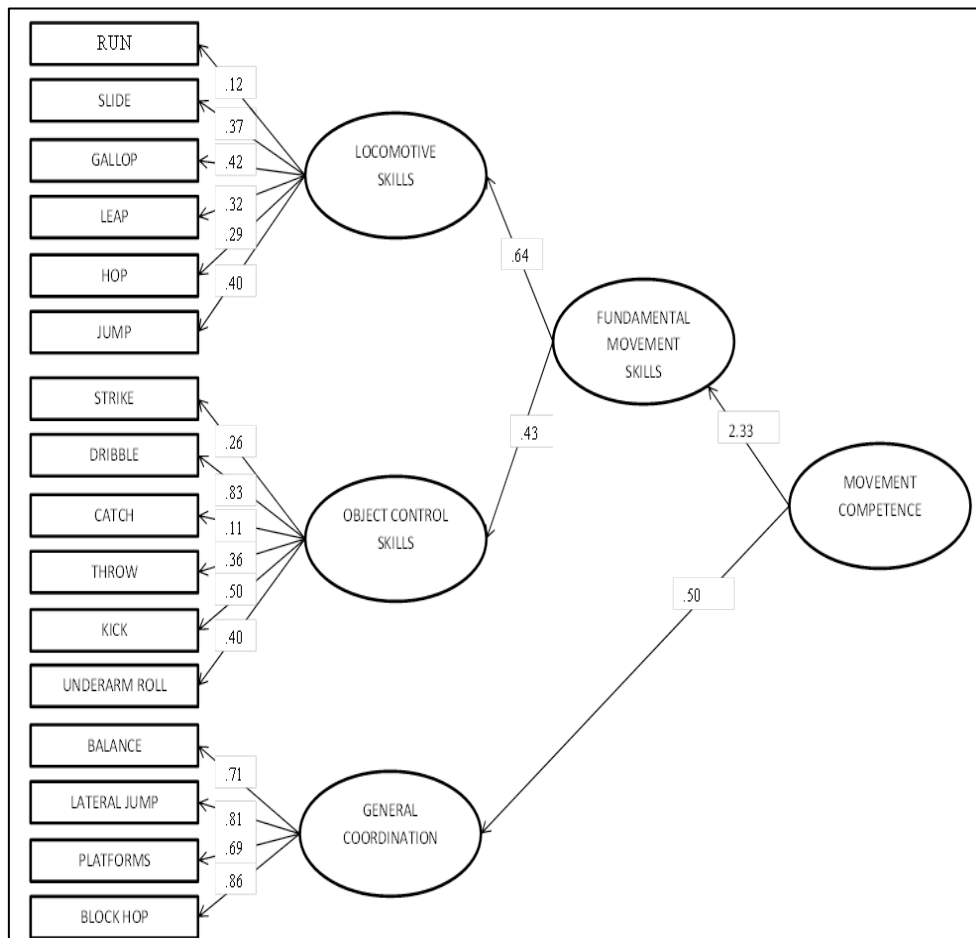 RUN
.12
SLIDE
.37
GALLOP
.42
LEAP
.32
.29
HOP
.40
JUMP
LOCOMOTIVE
SKILLS
.64
FUNDAMENTAL
MOVEMENT
SKILLS
.43
2.33
MOVEMENT
COMPETENCE
.50
STRIKE
.26
DRIBBLE
.83
CATCH
.11
THROW
.36
.50
KICK
.40
UNDERARM ROLL
OBJECT CONTROL
SKILLS
BALANCE
.71
LATERAL JUMP
.81
.69
PLATFORMS
.86
BLOCK HOP
GENERAL
COORDINATION